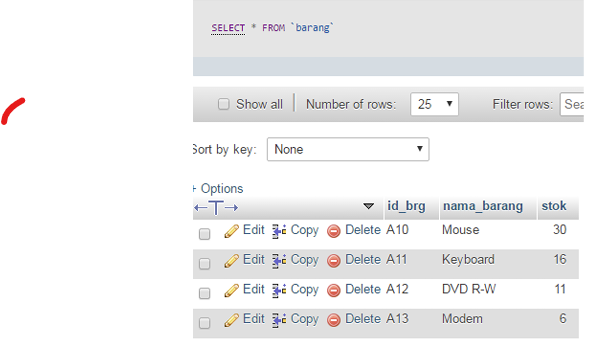 SELECT * FROM `barang`
Show all Number of rows: 25 Filter rows: Sea
Sort by key: None
+ Options
id_brg nama_barang stok
Edit Copy Delete A10 Mouse 30
Edit Copy Delete A11 Keyboard 16
Edit Copy Delete A12 DVD R-W 11
Edit Copy Delete A13 Modem 6